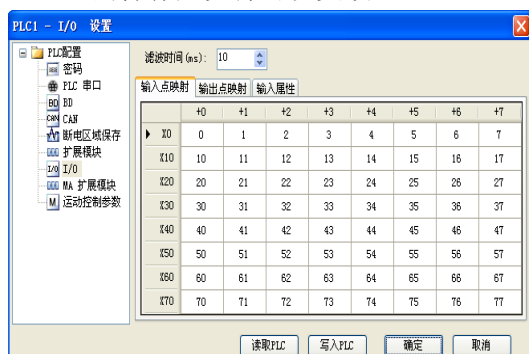 PLC1 - I/O 设置
PLC配置
密码
PLC 串口
BD
CAN
断电区域保存
扩展模块
I/O
MA 扩展模块
运动控制参数
滤波时间(ms): 10
输入点映射 输出点映射 输入属性
+0 +1 +2 +3 +4 +5 +6 +7
X0 0 1 2 3 4 5 6 7
X10 10 11 12 13 14 15 16 17
X20 20 21 22 23 24 25 26 27
X30 30 31 32 33 34 35 36 37
X40 40 41 42 43 44 45 46 47
X50 50 51 52 53 54 55 56 57
X60 60 61 62 63 64 65 66 67
X70 70 71 72 73 74 75 76 77
读取PLC 写入PLC 确定 取消